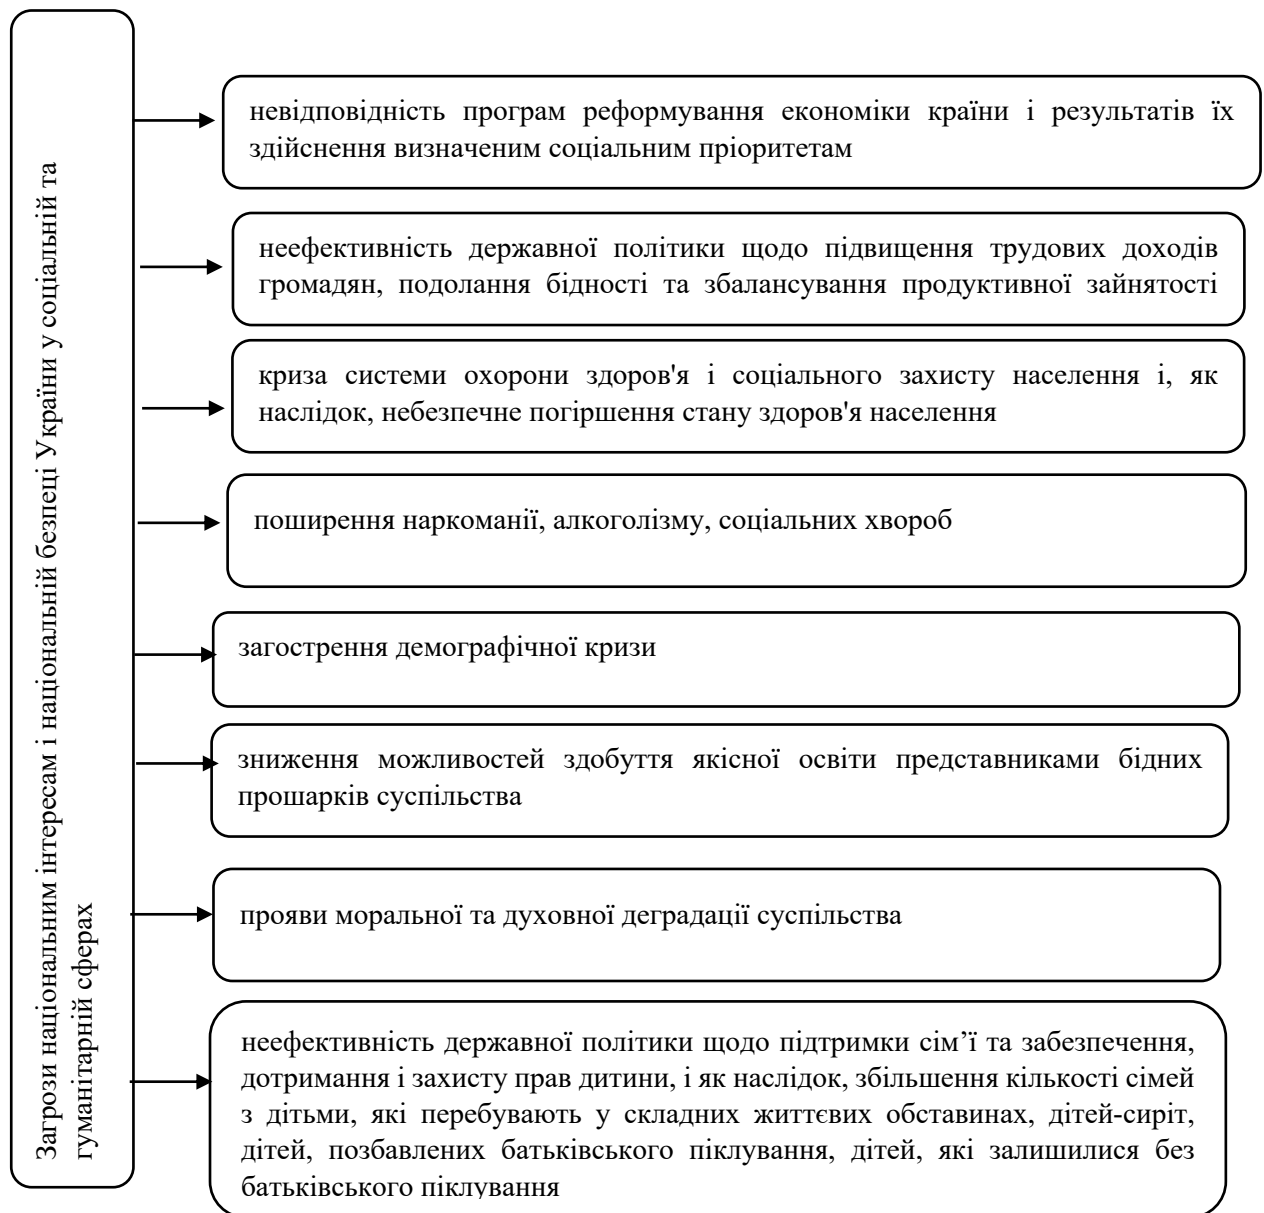 Загрози національним інтересам і національній безпеці України у соціальній та
гуманітарній сферах
невідповідність програм реформування економіки країни і результатів їх
здійснення визначеним соціальним пріоритетам
неефективність державної політики щодо підвищення трудових доходів
громадян, подолання бідності та збалансування продуктивної зайнятості
криза системи охорони здоров'я і соціального захисту населення і, як
наслідок, небезпечне погіршення стану здоров'я населення
поширення наркоманії, алкоголізму, соціальних хвороб
загострення демографічної кризи
зниження можливостей здобуття якісної освіти представниками бідних
прошарків суспільства
прояви моральної та духовної деградації суспільства
неефективність державної політики щодо підтримки сім’ї та забезпечення,
дотримання і захисту прав дитини, і як наслідок, збільшення кількості сімей
з дітьми, які перебувають у складних життєвих обставинах, дітей-сиріт,
дітей, позбавлених батьківського піклування, дітей, які залишилися без
батьківського піклування